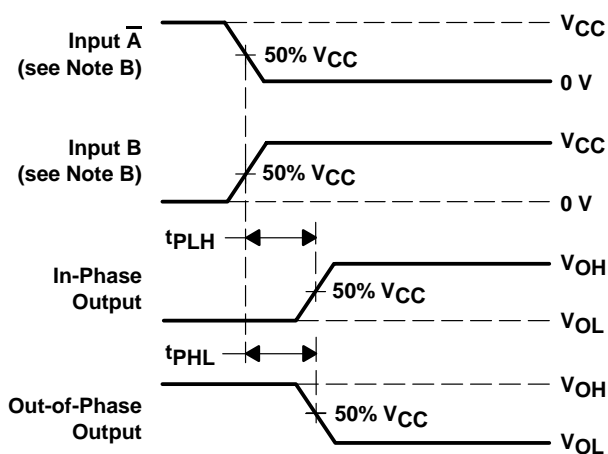 VCC
Input A̅
(see Note B)
50% VCC
0 V
Input B
(see Note B)
VCC
50% VCC
0 V
tPLH
In-Phase
Output
VOH
50% VCC
VOL
tPHL
Out-of-Phase
Output
VOH
50% VCC
VOL